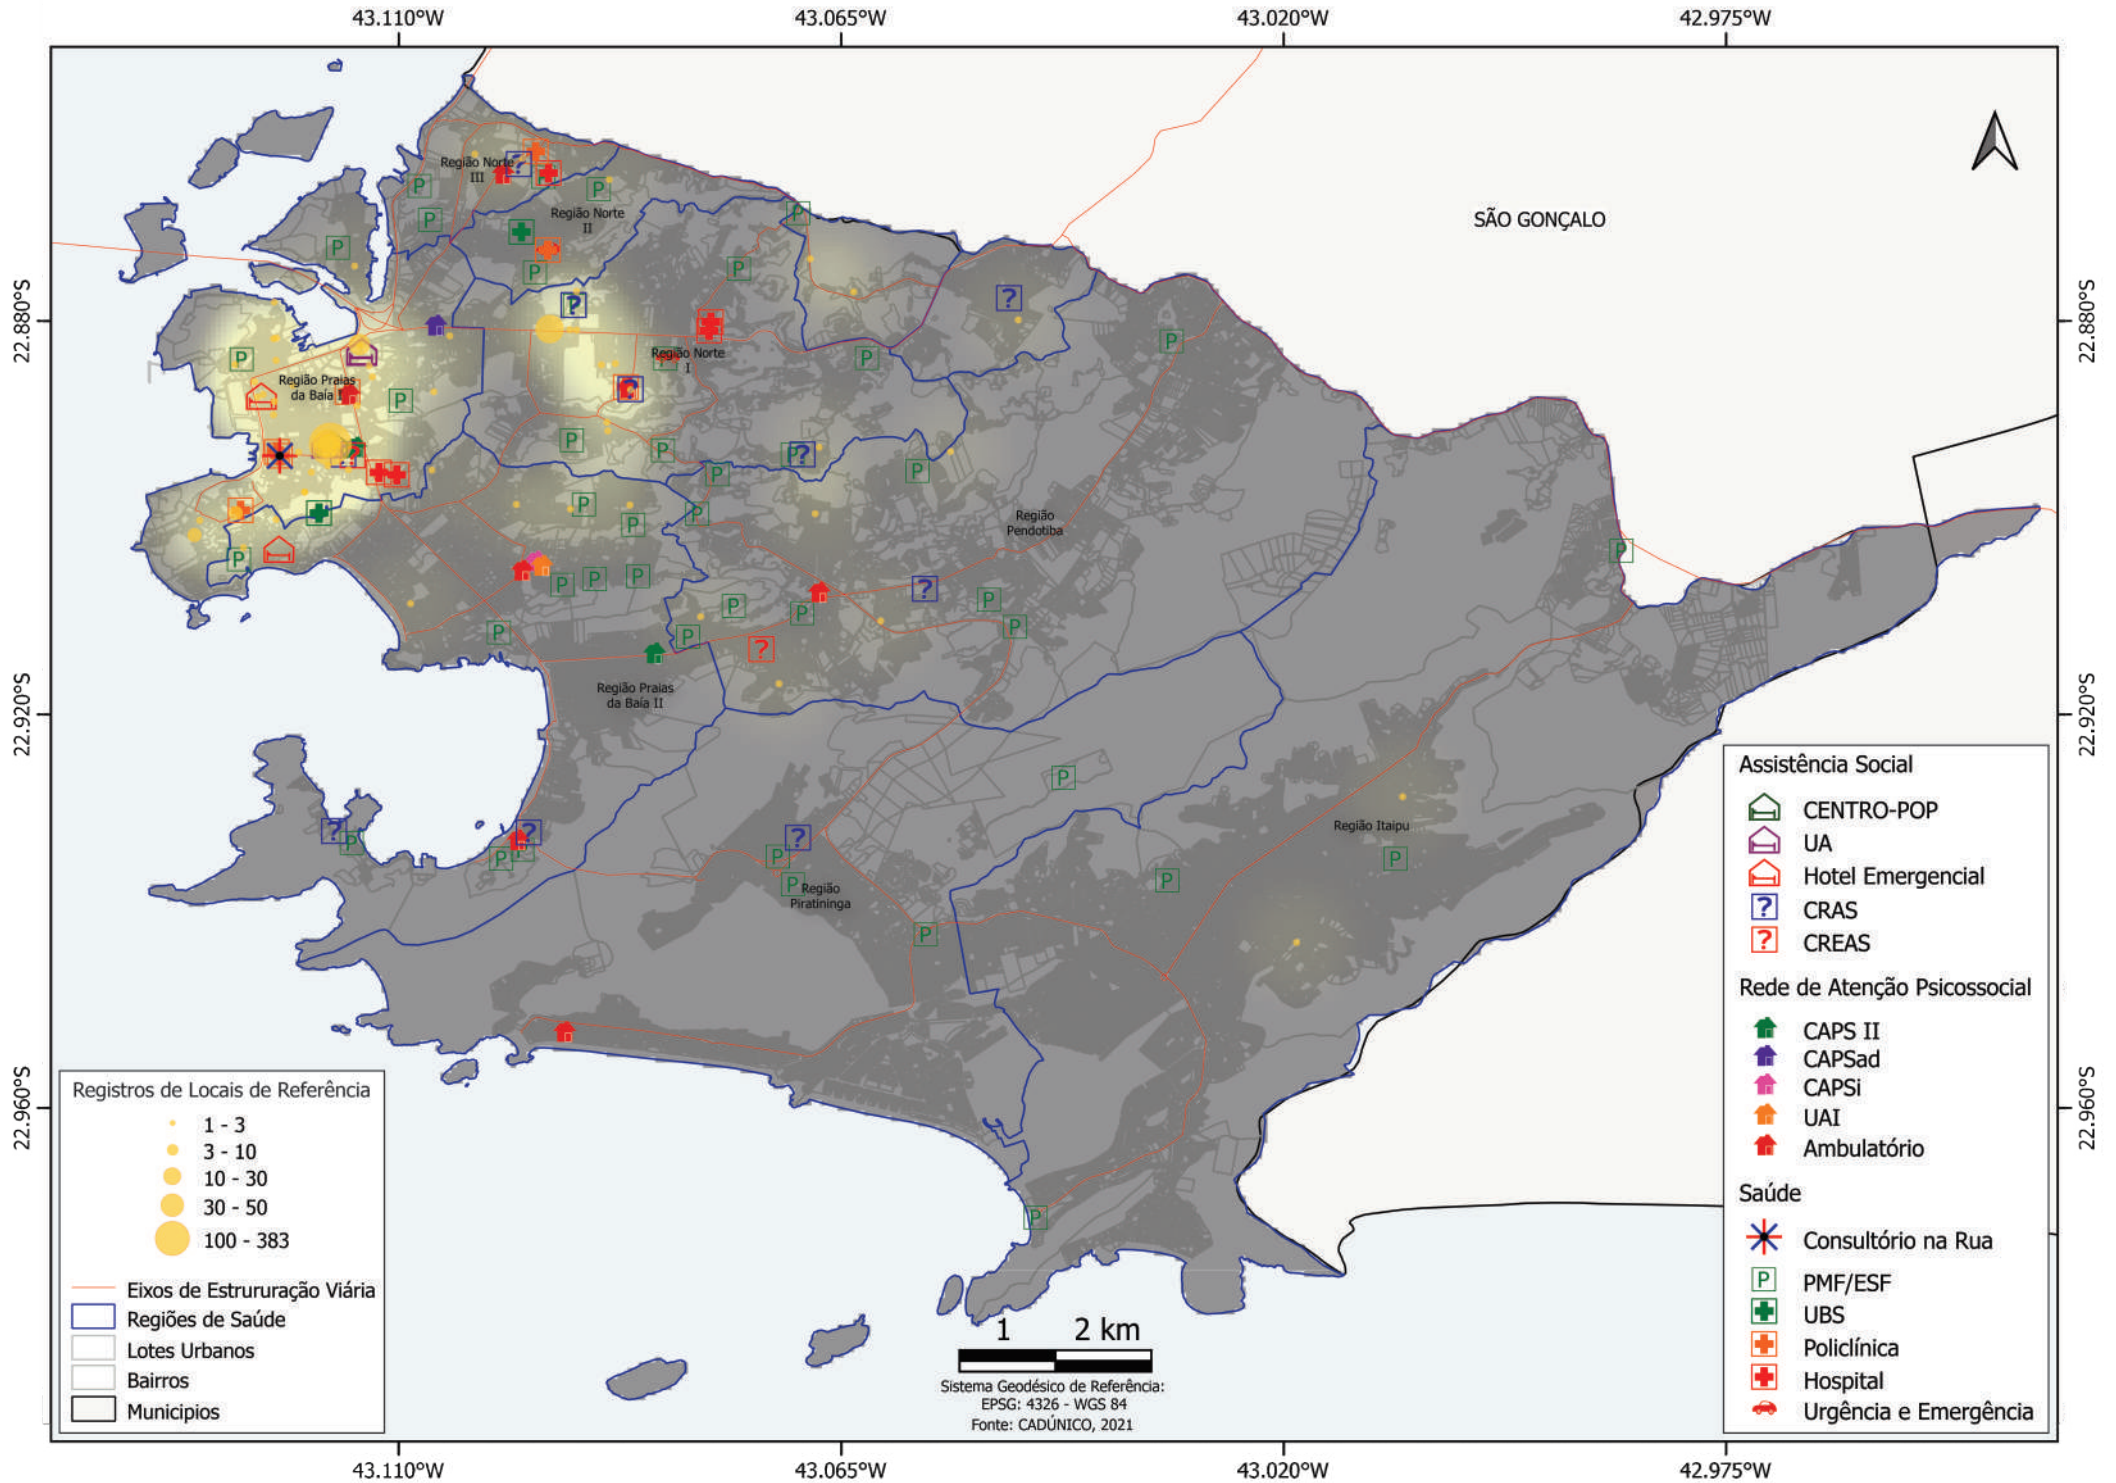 43.110°W
43.065°W
43.020°W
42.975°W
22.880°S
22.880°S
22.920°S
22.920°S
22.960°S
22.960°S
SÃO GONÇALO
Região Norte
III
Região Norte
II
Região Norte
I
Região Praias
da Baía
Região
Pendotiba
Região Praias
da Baía II
Região Itaipu
Região
Piratininga
Assistência Social
CENTRO-POP
UA
Hotel Emergencial
? CRAS
? CREAS
Rede de Atenção Psicossocial
CAPS II
CAPSad
CAPSi
UAI
Ambulatório
Saúde
Consultório na Rua
P PMF/ESF
UBS
Policlínica
Hospital
Urgência e Emergência
Registros de Locais de Referência
1 - 3
3 - 10
10 - 30
30 - 50
100 - 383
Eixos de Estrururação Viária
Regiões de Saúde
Lotes Urbanos
Bairros
Municipios
1 2 km
Sistema Geodésico de Referência:
EPSG: 4326 - WGS 84
Fonte: CADÚNICO, 2021
43.110°W
43.065°W
43.020°W
42.975°W